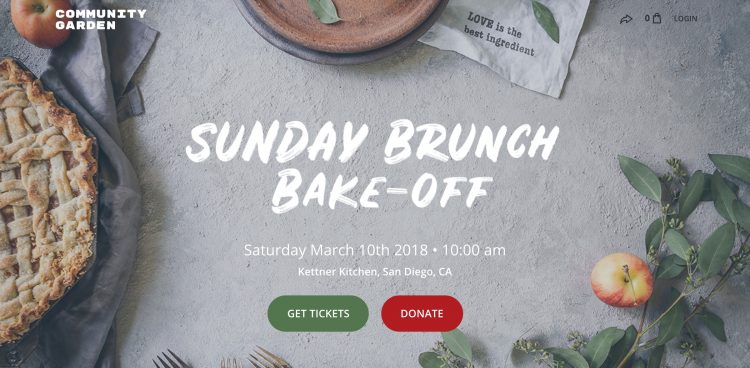 COMMUNITY
GARDEN
LOVE is the
best ingredient
0
LOGIN
SUNDAY BRUNCH
BAKE-OFF
Saturday March 10th 2018 • 10:00 am
Kettner Kitchen, San Diego, CA
GET TICKETS
DONATE